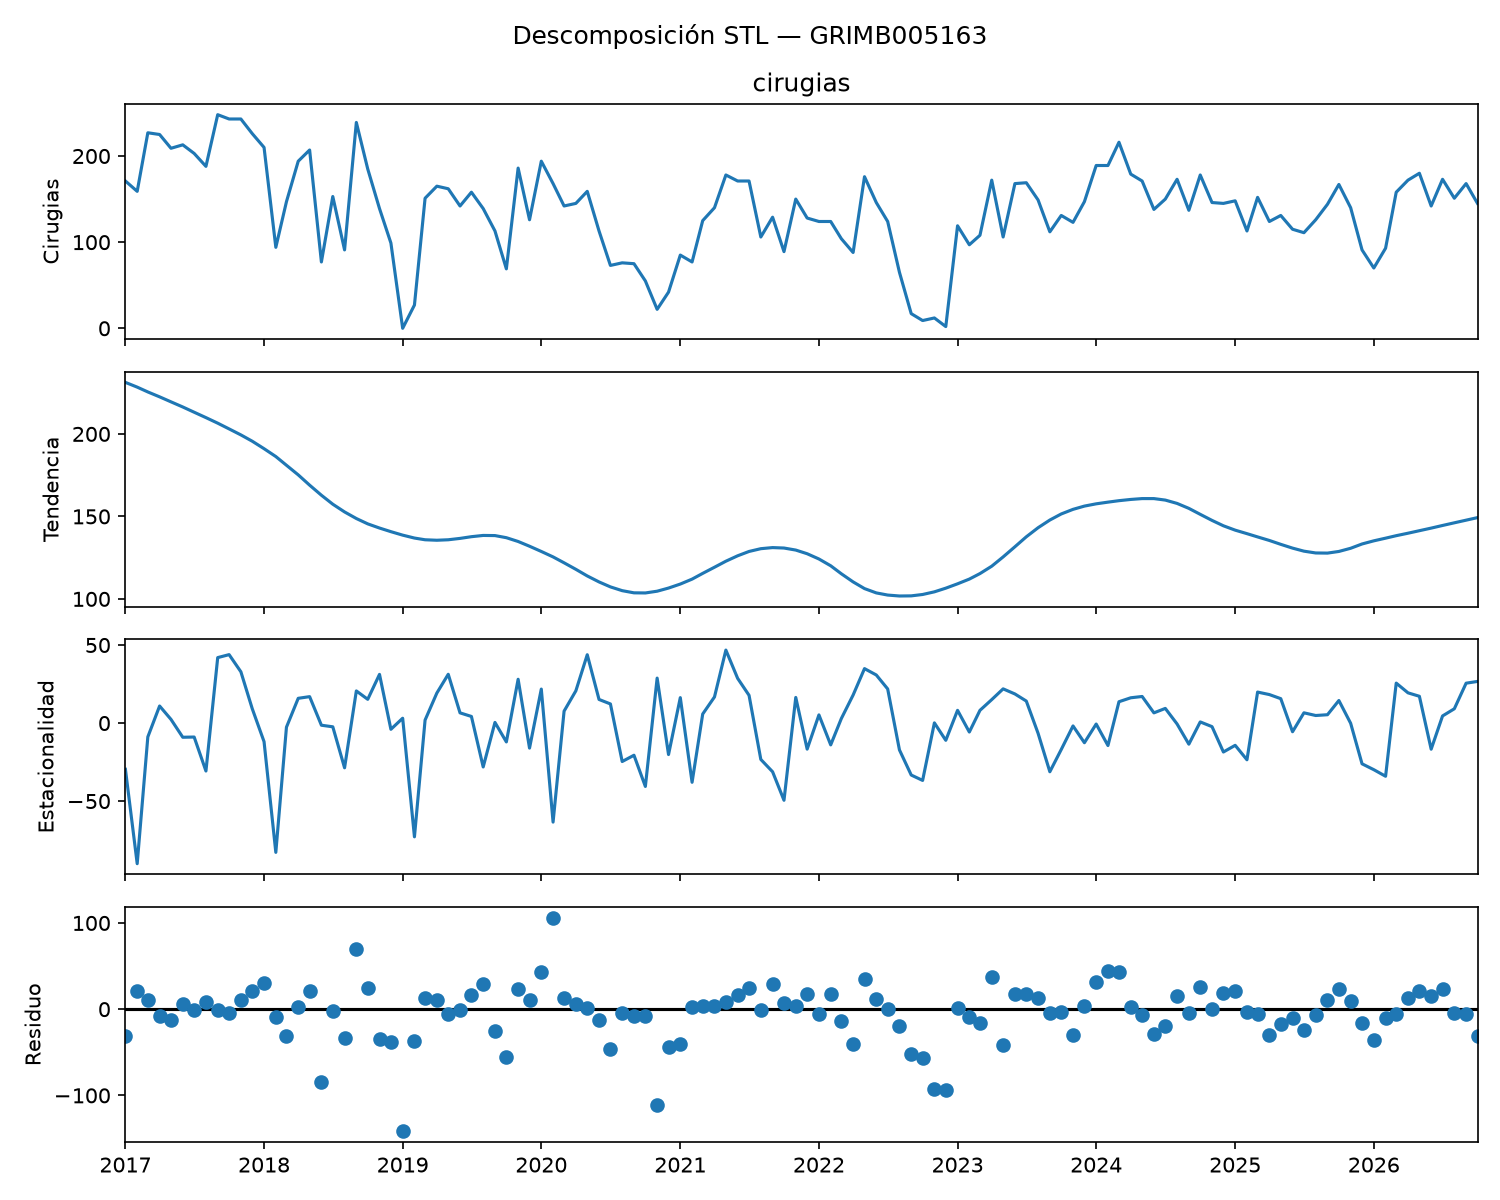 Descomposición STL — GRIMB005163
cirugias
Cirugias
200
100
0
Tendencia
200
150
100
Estacionalidad
50
0
−50
Residuo
100
0
−100
2017 2018 2019 2020 2021 2022 2023 2024 2025 2026